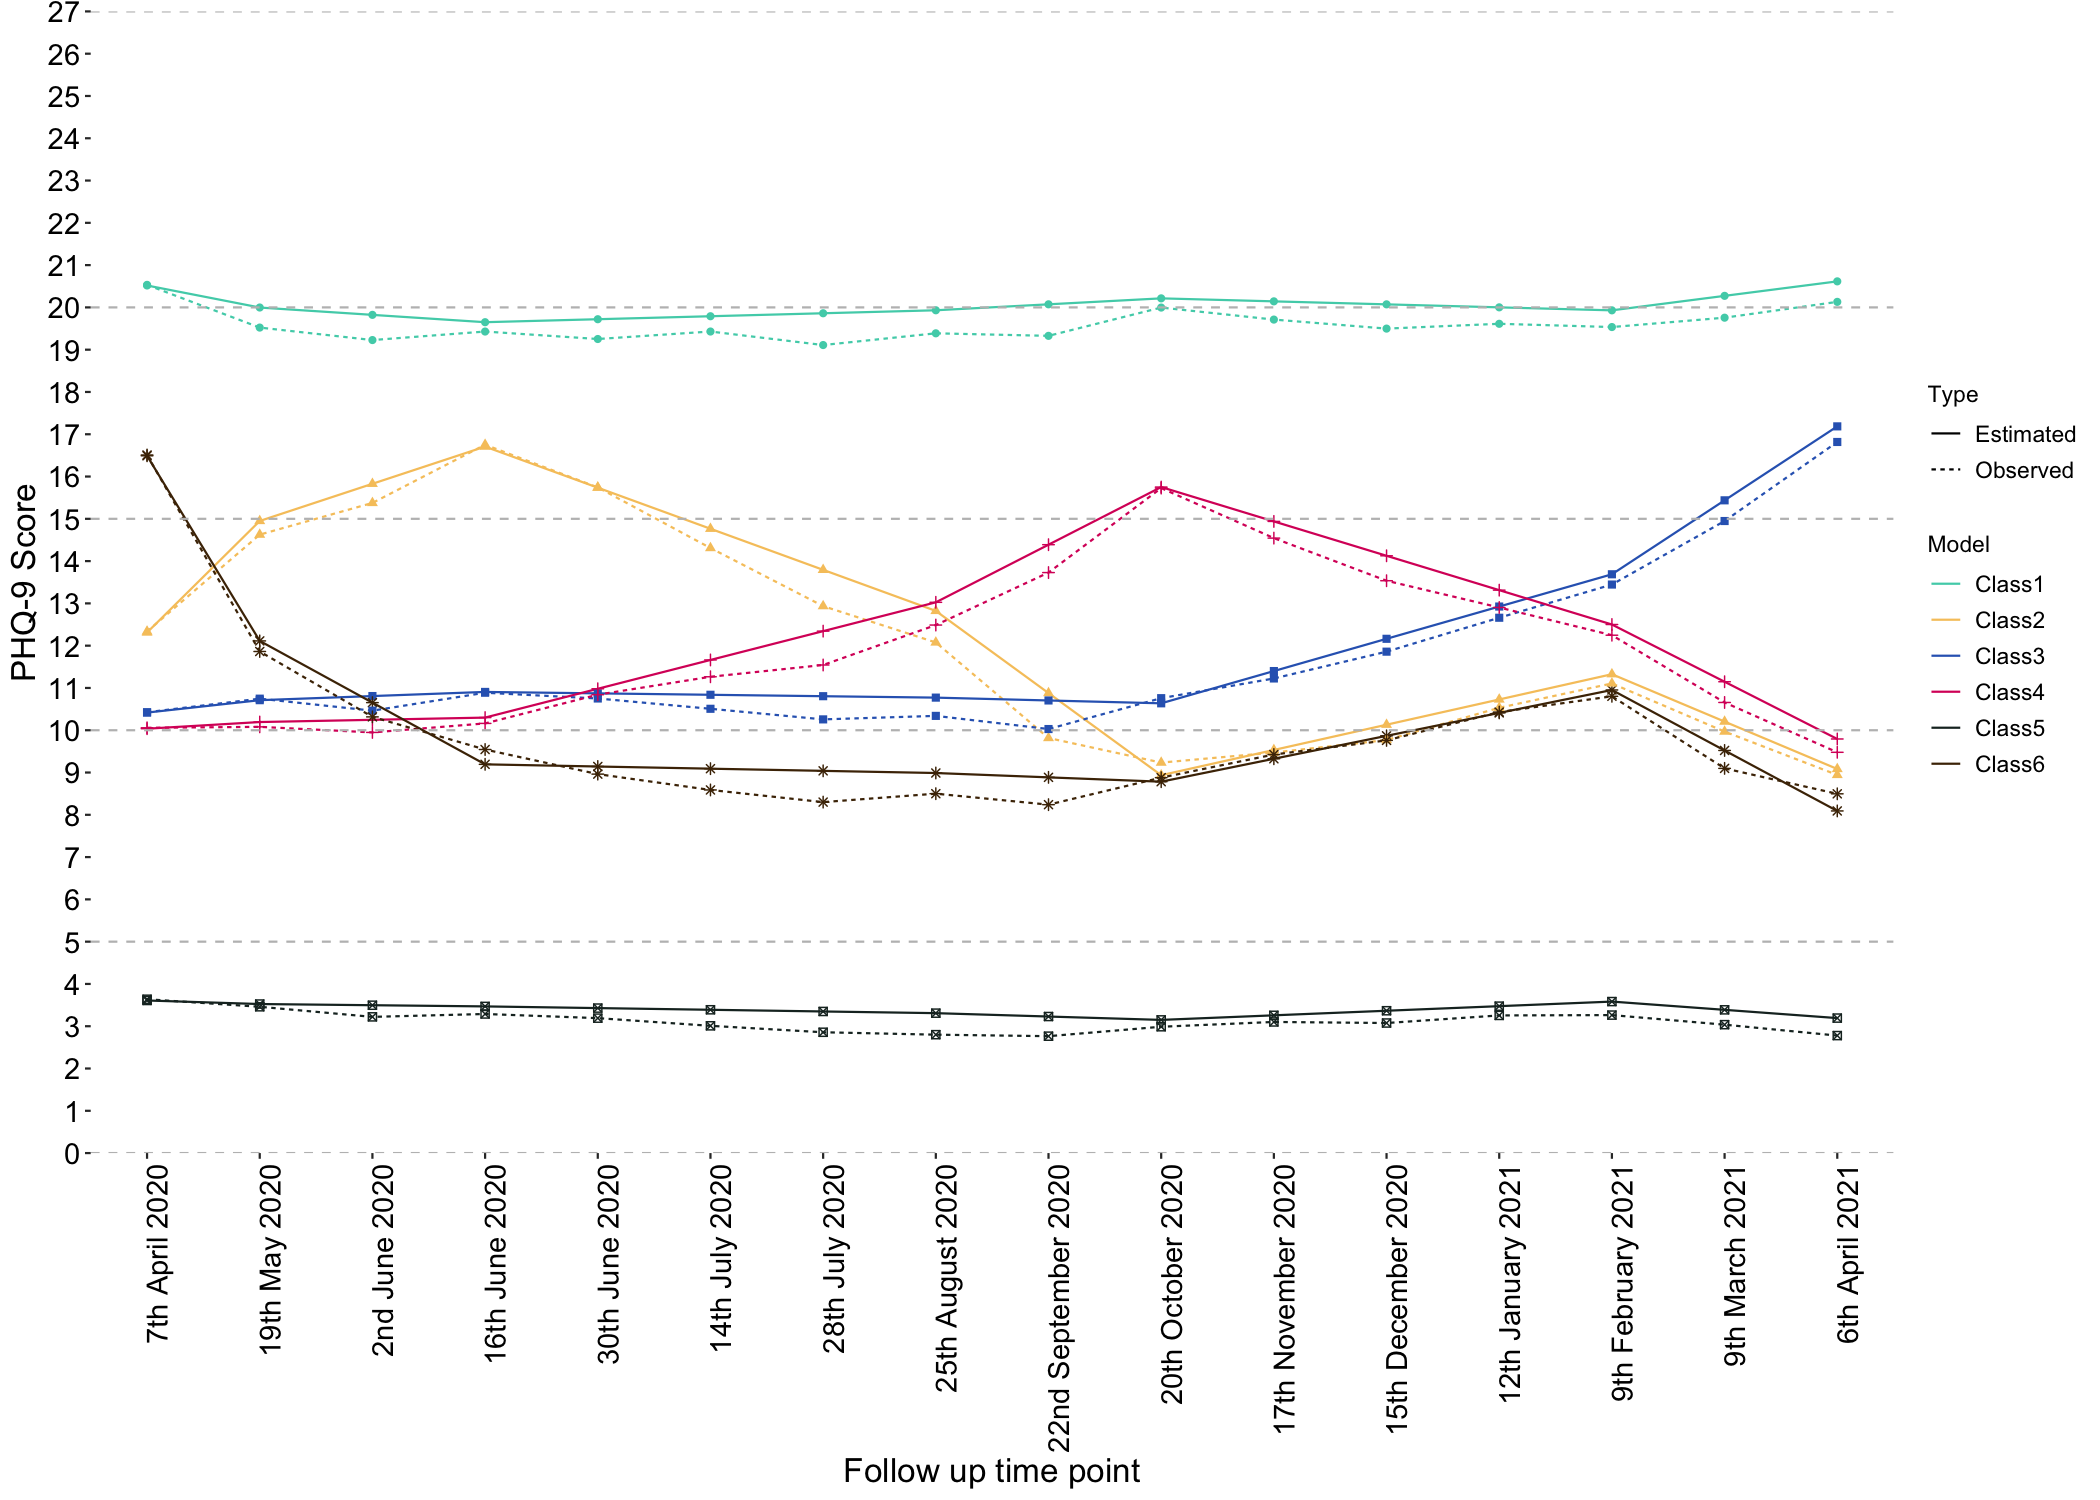 27
26
25
24
23
22
21
20
19
18
17
16
15
14
13
12
11
10
9
8
7
6
5
4
3
2
1
0
PHQ-9 Score
7th April 2020
19th May 2020
2nd June 2020
16th June 2020
30th June 2020
14th July 2020
28th July 2020
25th August 2020
22nd September 2020
20th October 2020
17th November 2020
15th December 2020
12th January 2021
9th February 2021
9th March 2021
6th April 2021
Follow up time point
Type
Estimated
Observed
Model
Class1
Class2
Class3
Class4
Class5
Class6